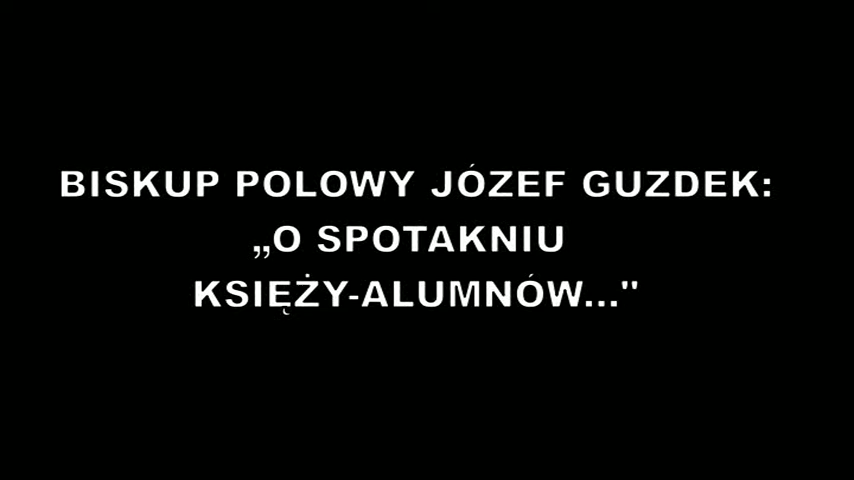 BISKUP POLOWY JÓZEF GUZDEK:
„O SPOTAKNIU
KSIĘŻY-ALUMNÓW..."